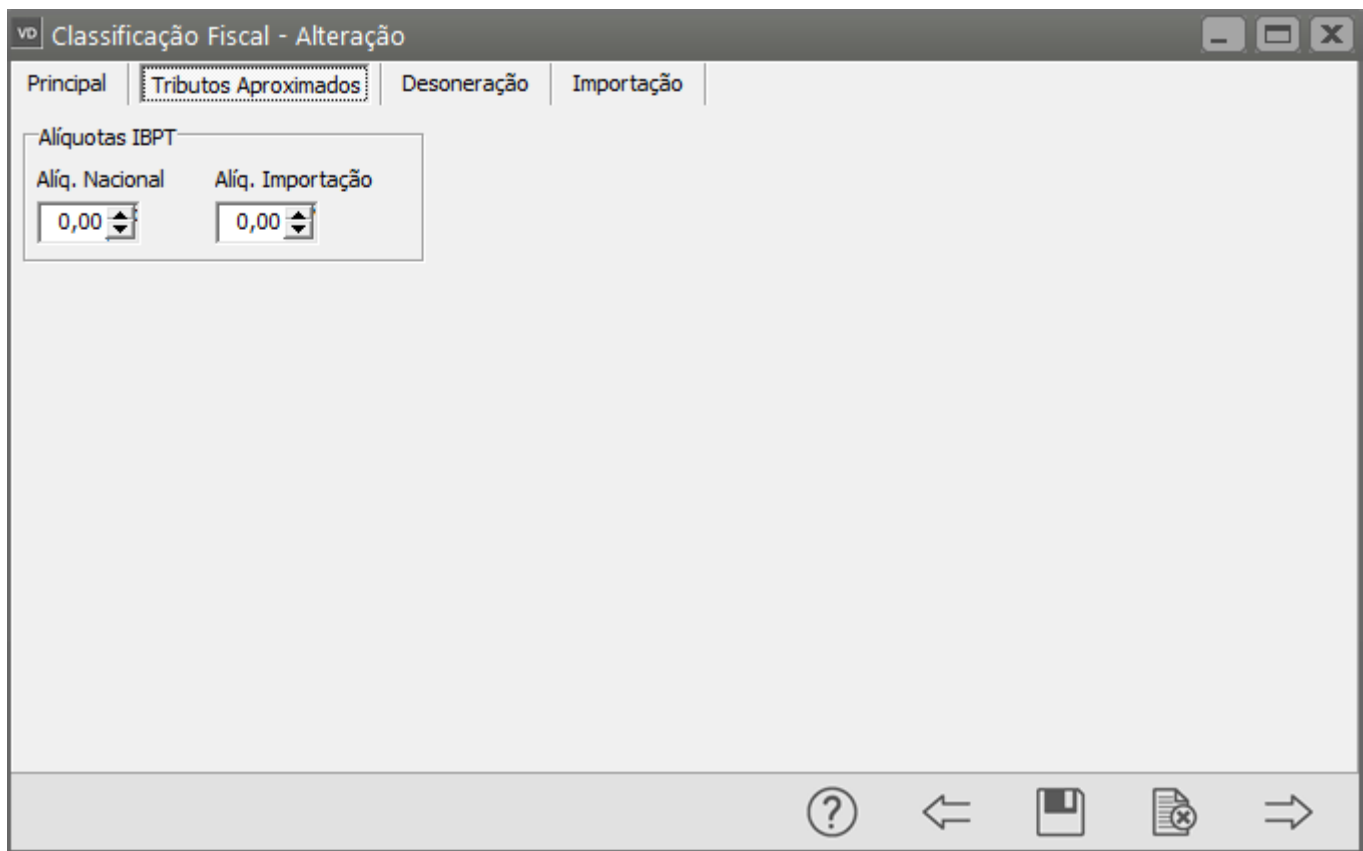 VD Classificação Fiscal - Alteração
Principal Tributos Aproximados Desoneração Importação
Alíquotas IBPT
Alíq. Nacional Alíq. Importação
0,00 0,00
?